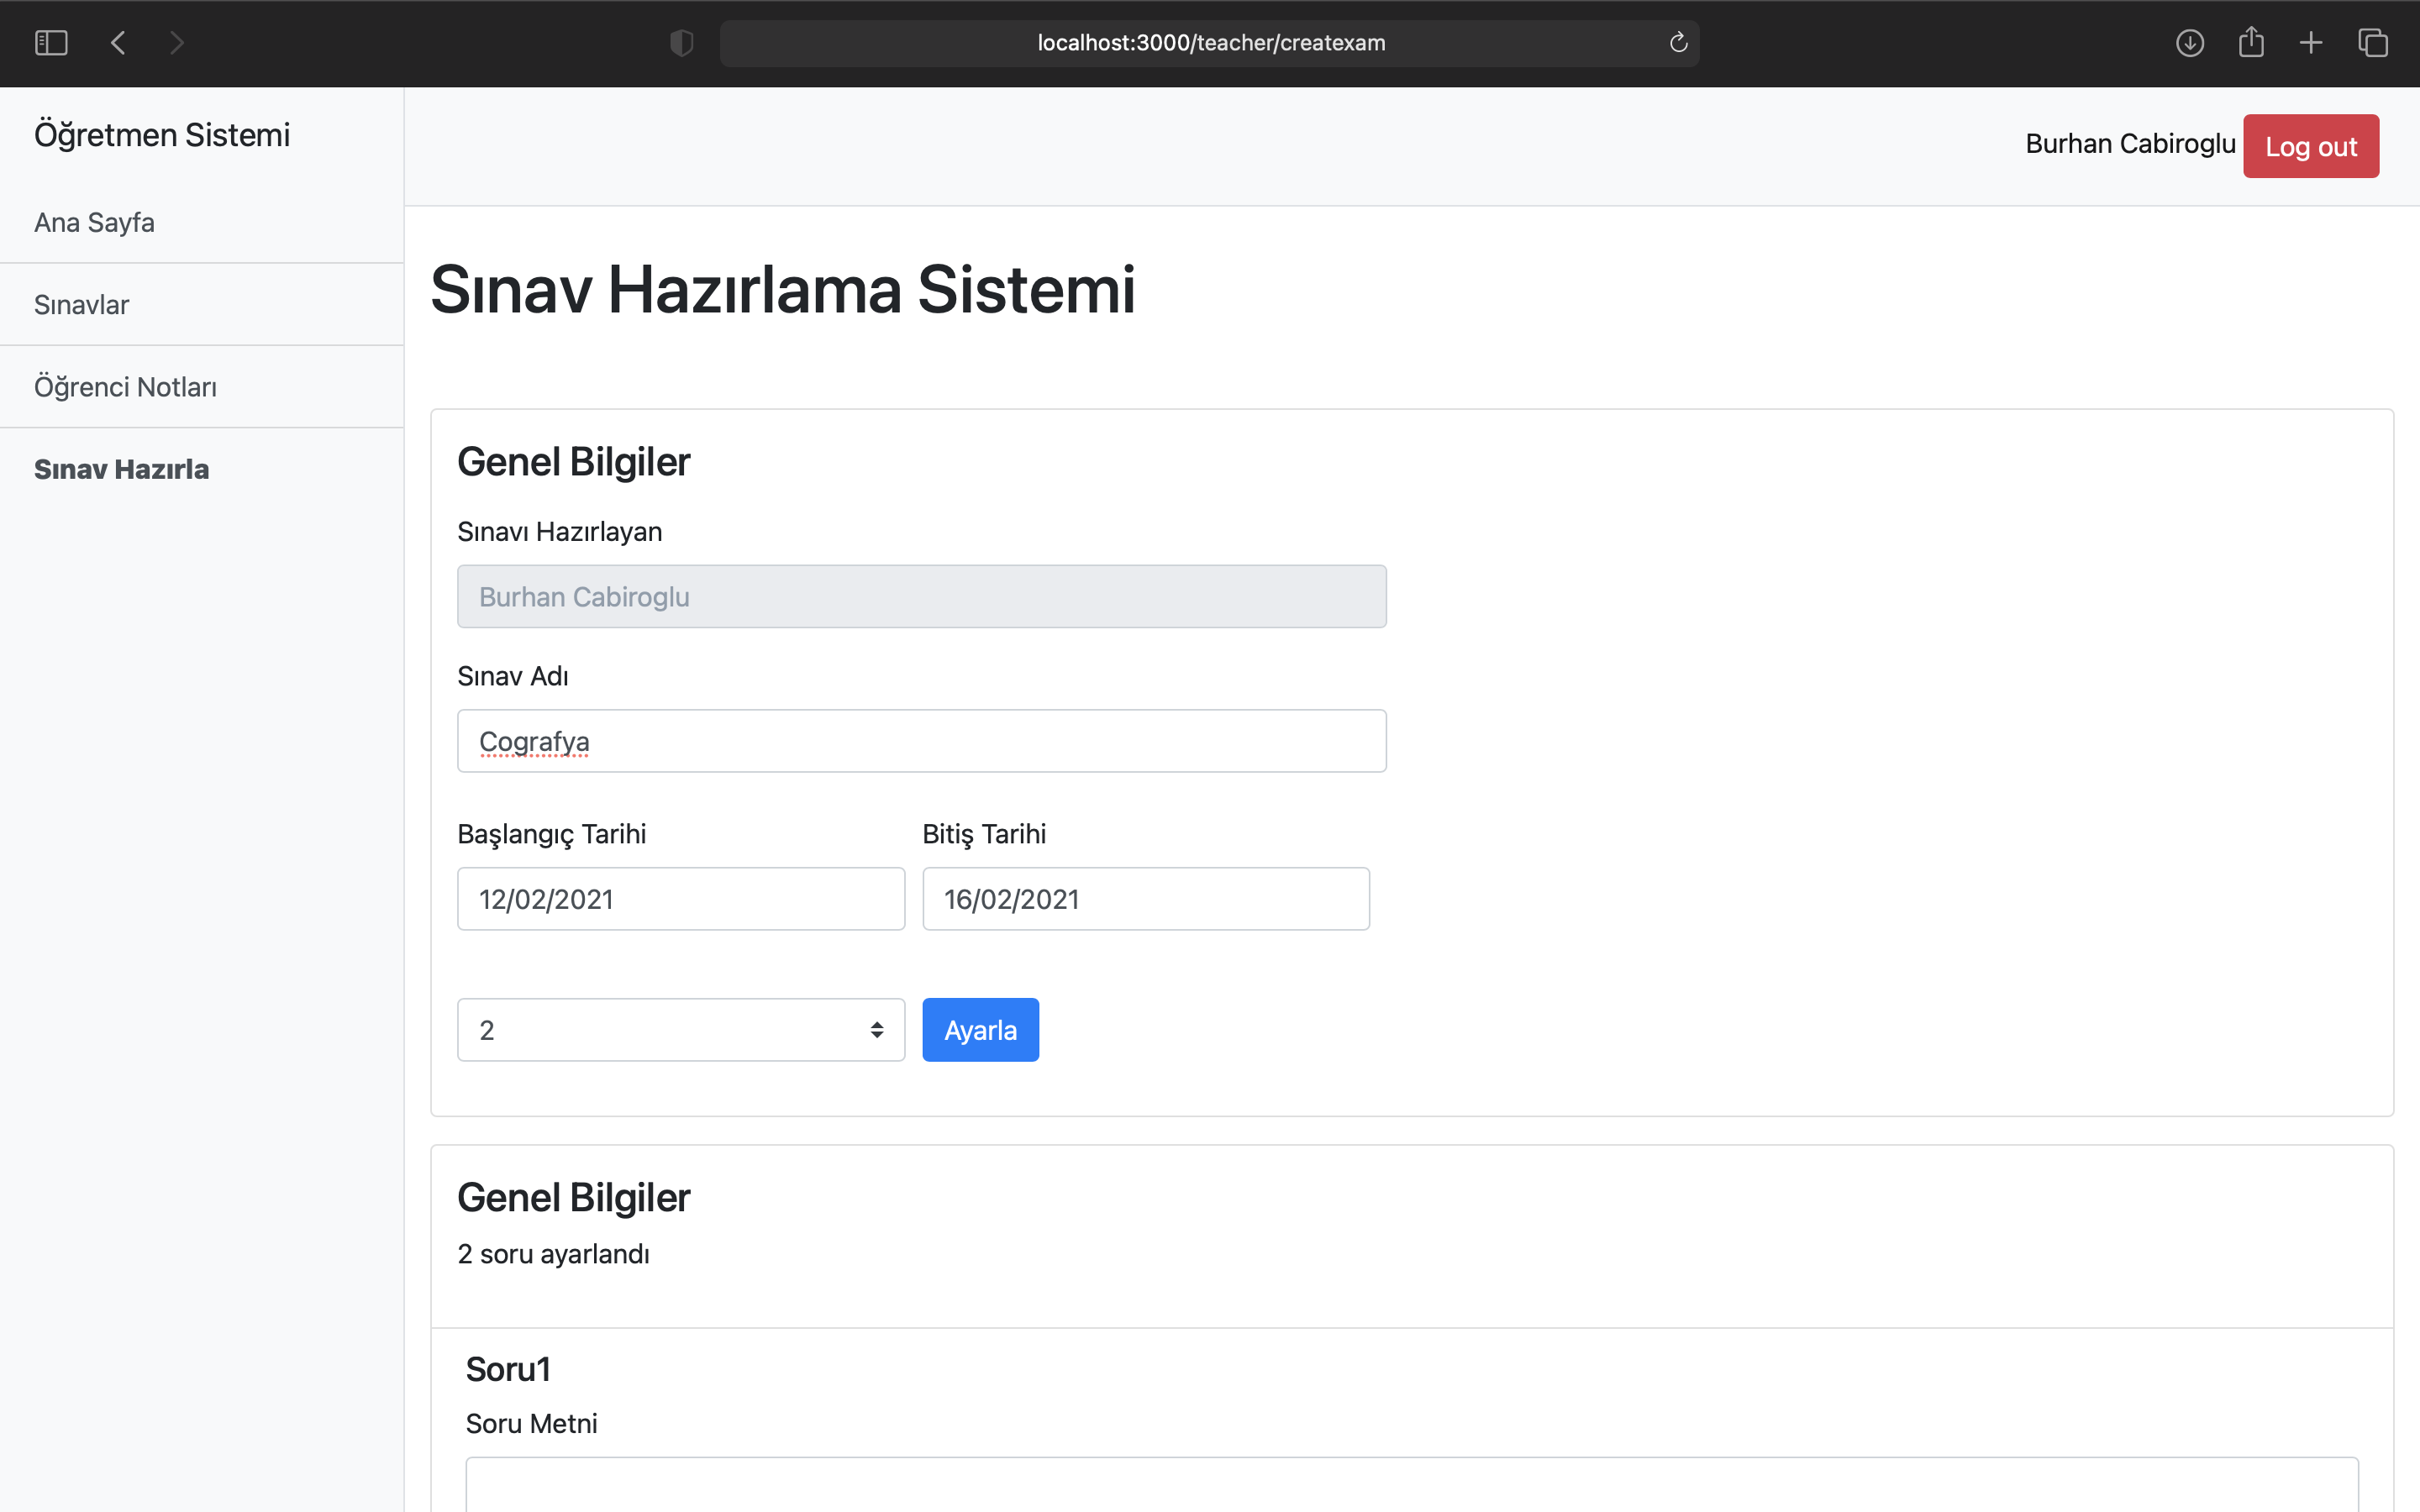 localhost:3000/teacher/createxam
Öğretmen Sistemi
Ana Sayfa
Sınavlar
Öğrenci Notları
Sınav Hazırla
Burhan Cabiroglu
Log out
Sınav Hazırlama Sistemi
Genel Bilgiler
Sınavı Hazırlayan
Burhan Cabiroglu
Sınav Adı
Cografya
Başlangıç Tarihi
Bitiş Tarihi
12/02/2021
16/02/2021
2
Ayarla
Genel Bilgiler
2 soru ayarlandı
Soru1
Soru Metni